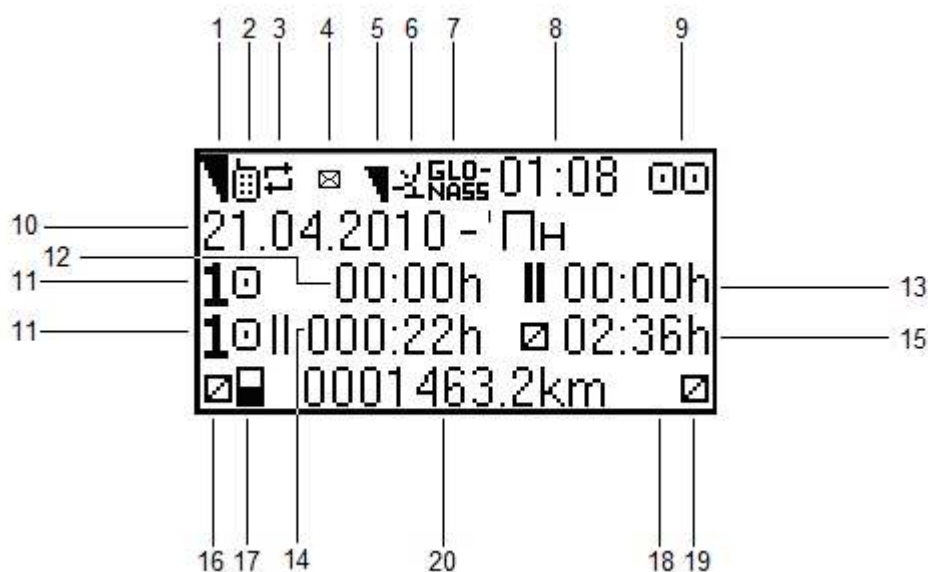 1 2 3 4 5 6 7 8 9
GLO-NASS 01:08
10 21.04.2010 - Пн
12
11 1 00:00h 00:00h 13
11 1 000:22h 02:36h 15
0001463.2km
16 17 14 20 18 19